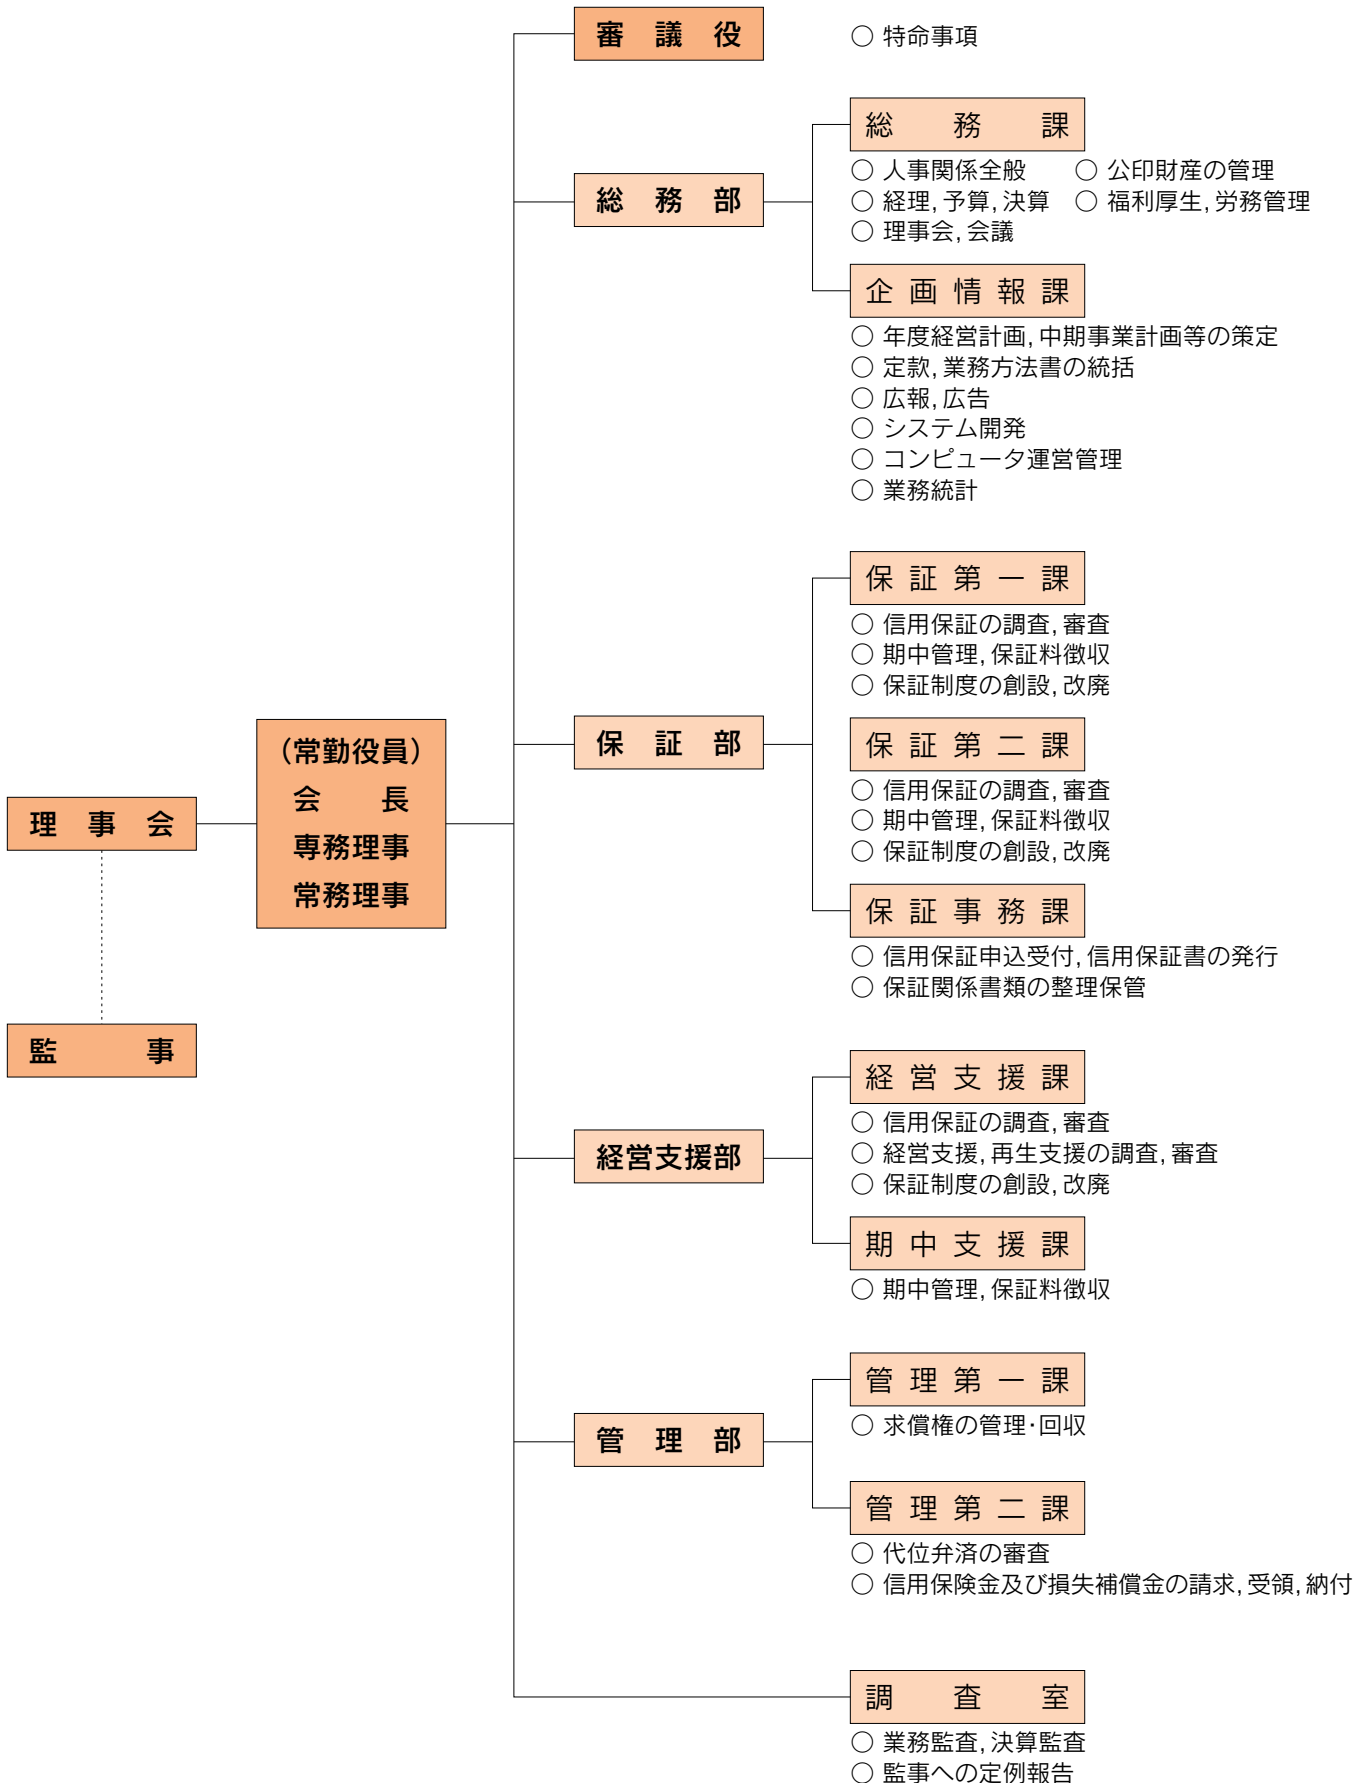 審議役
○ 特命事項
総務課
○ 人事関係全般 ○ 公印財産の管理
○ 経理,予算,決算 ○ 福利厚生,労務管理
○ 理事会,会議
総務部
企画情報課
○ 年度経営計画,中期事業計画等の策定
○ 定款,業務方法書の統括
○ 広報,広告
○ システム開発
○ コンピュータ運営管理
○ 業務統計
保証第一課
○ 信用保証の調査,審査
○ 期中管理,保証料徴収
○ 保証制度の創設,改廃
保証部
保証第二課
○ 信用保証の調査,審査
○ 期中管理,保証料徴収
○ 保証制度の創設,改廃
(常勤役員)
会長
専務理事
常務理事
理事会
保証事務課
○ 信用保証申込受付,信用保証書の発行
○ 保証関係書類の整理保管
監事
経営支援課
○ 信用保証の調査,審査
○ 経営支援,再生支援の調査,審査
○ 保証制度の創設,改廃
経営支援部
期中支援課
○ 期中管理,保証料徴収
管理第一課
○ 求償権の管理・回収
管理部
管理第二課
○ 代位弁済の審査
○ 信用保険金及び損失補償金の請求,受領,納付
調査室
○ 業務監査,決算監査
○ 監事への定例報告